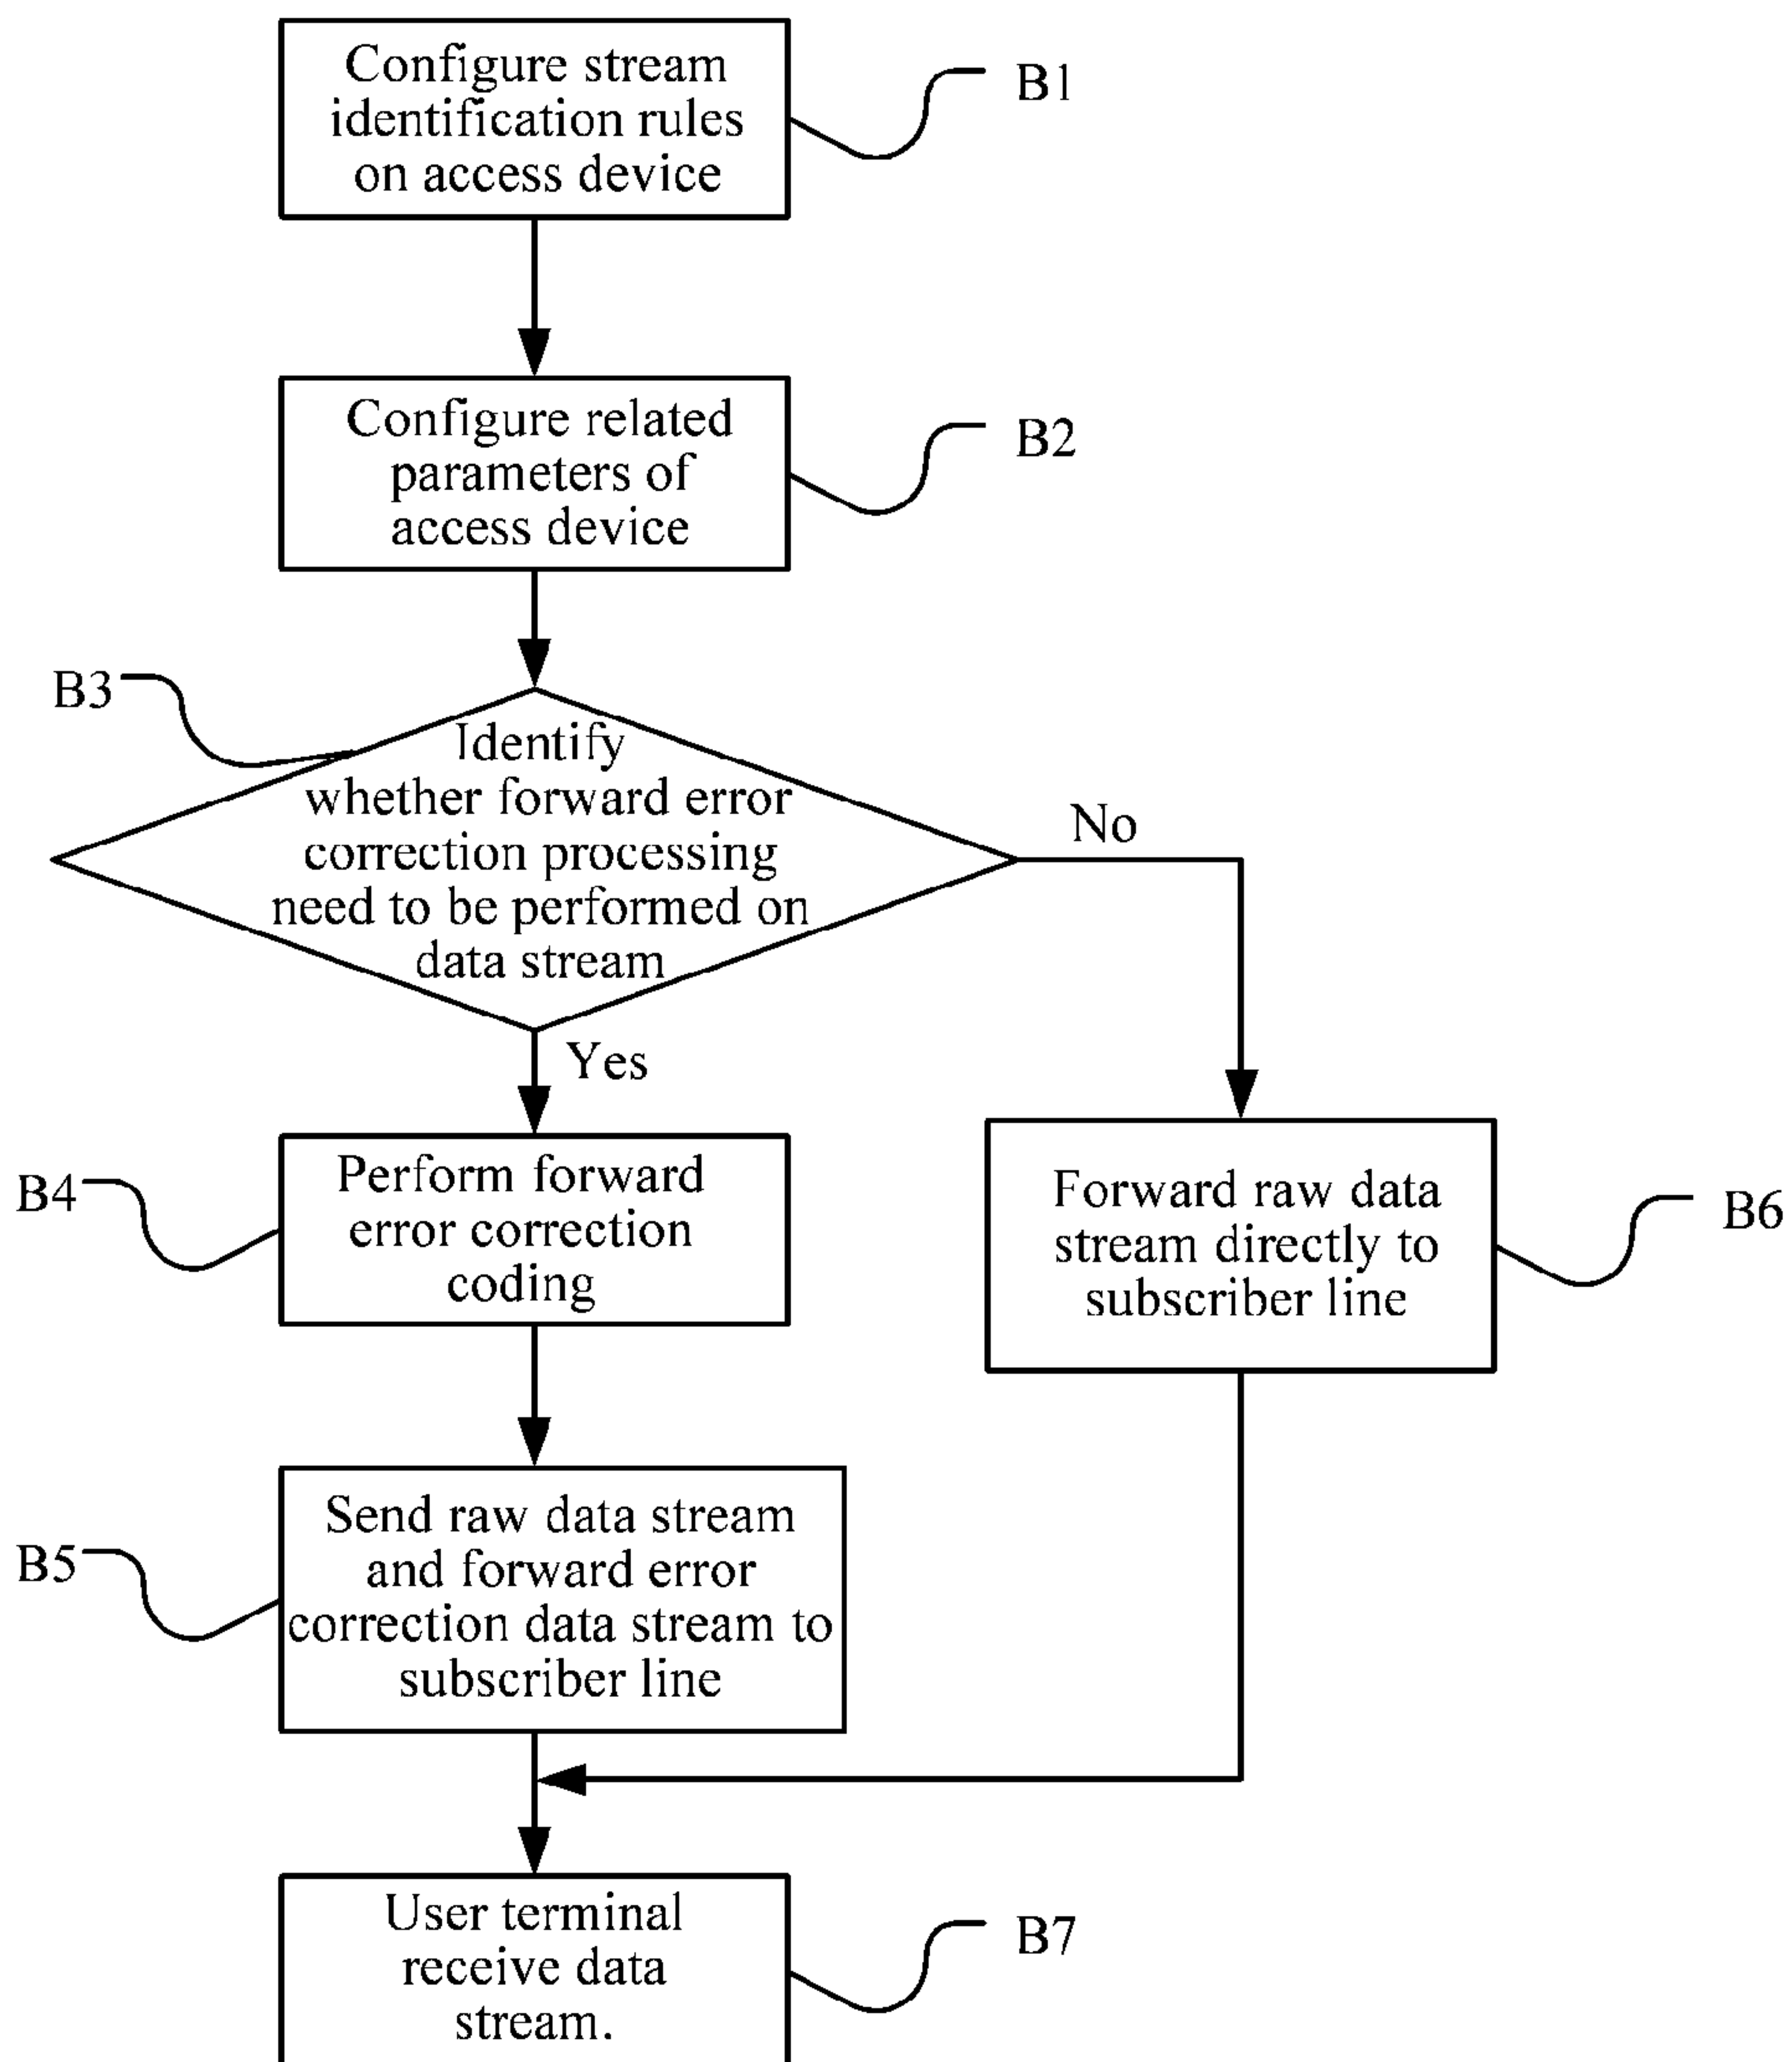 Configure stream
identification rules
on access device
B1
Configure related
parameters of
access device
B2
B3
Identify
whether forward error
correction processing
need to be performed on
data stream
No
Yes
B4
Perform forward
error correction
coding
Forward raw data
stream directly to
subscriber line
B6
B5
Send raw data stream
and forward error
correction data stream to
subscriber line
User terminal
receive data
stream.
B7